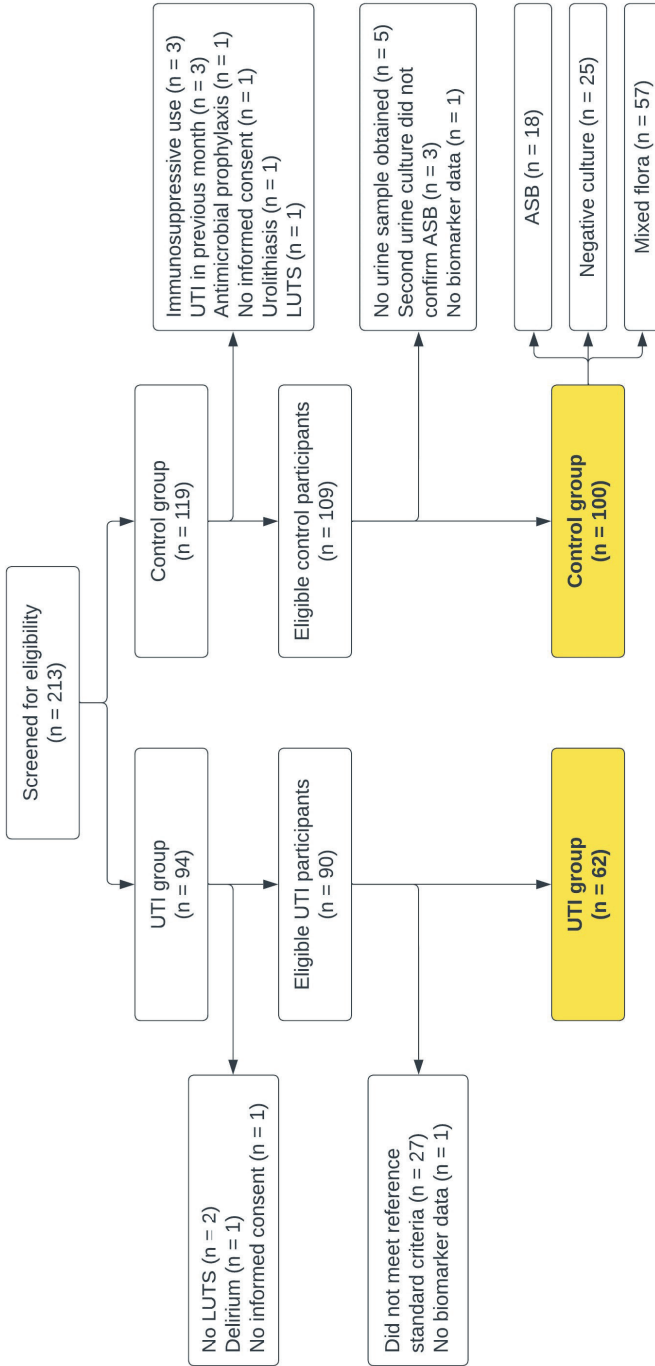 Screened for eligibility
(n = 213)
UTI group
(n = 94)
Control group
(n = 119)
No LUTS (n = 2)
Delirium (n = 1)
No informed consent (n = 1)
Immunosuppressive use (n = 3)
UTI in previous month (n = 3)
Antimicrobial prophylaxis (n = 1)
No informed consent (n = 1)
Urolithiasis (n = 1)
LUTS (n = 1)
Eligible UTI participants
(n = 90)
Eligible control participants
(n = 109)
Did not meet reference
standard criteria (n = 27)
No biomarker data (n = 1)
No urine sample obtained (n = 5)
Second urine culture did not
confirm ASB (n = 3)
No biomarker data (n = 1)
UTI group
(n = 62)
Control group
(n = 100)
ASB (n = 18)
Negative culture (n = 25)
Mixed flora (n = 57)